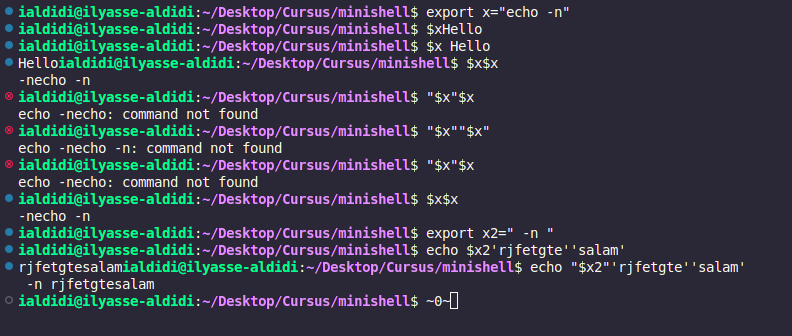 ialdidi@ilyasse-aldidi:~/Desktop/Cursus/minishell$ export x="echo -n"
ialdidi@ilyasse-aldidi:~/Desktop/Cursus/minishell$ $xHello
ialdidi@ilyasse-aldidi:~/Desktop/Cursus/minishell$ $x Hello
Helloialdidi@ilyasse-aldidi:~/Desktop/Cursus/minishell$ $x$x
-necho -n
ialdidi@ilyasse-aldidi:~/Desktop/Cursus/minishell$ "$x"$x
echo -necho: command not found
ialdidi@ilyasse-aldidi:~/Desktop/Cursus/minishell$ "$x""$x"
echo -necho -n: command not found
ialdidi@ilyasse-aldidi:~/Desktop/Cursus/minishell$ "$x"$x
echo -necho: command not found
ialdidi@ilyasse-aldidi:~/Desktop/Cursus/minishell$ $x$x
-necho -n
ialdidi@ilyasse-aldidi:~/Desktop/Cursus/minishell$ export x2=" -n "
ialdidi@ilyasse-aldidi:~/Desktop/Cursus/minishell$ echo $x2'rjfetgte''salam'
rjfetgtesalamialdidi@ilyasse-aldidi:~/Desktop/Cursus/minishell$ echo "$x2"'rjfetgte''salam'
 -n rjfetgtesalam
ialdidi@ilyasse-aldidi:~/Desktop/Cursus/minishell$ ~0~